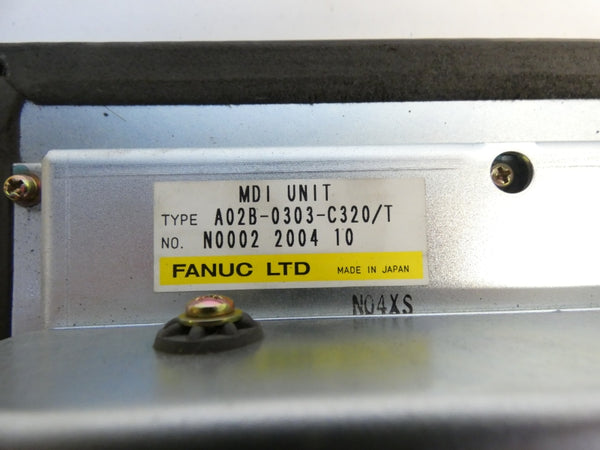 MDI UNIT
TYPE A02B-0303-C320/T
NO. N0002 2004 10
FANUC LTD MADE IN JAPAN
N04XS